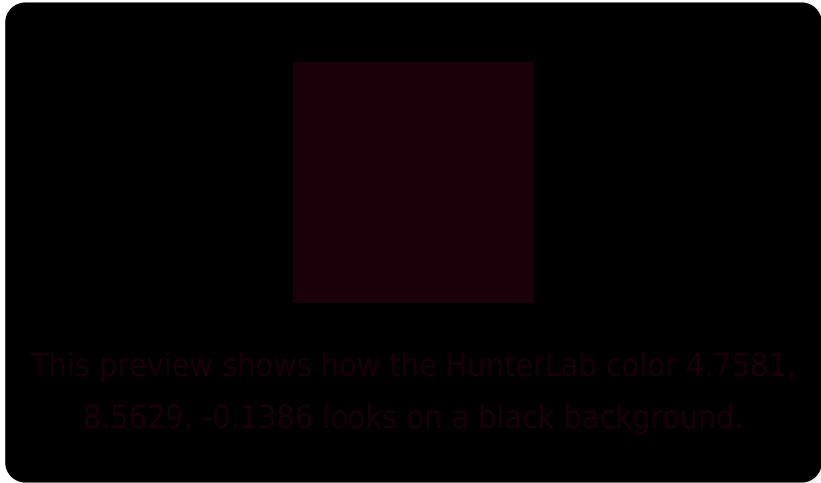 This preview shows how the HunterLab color 4.7581,
8.5629, -0.1386 looks on a black background.